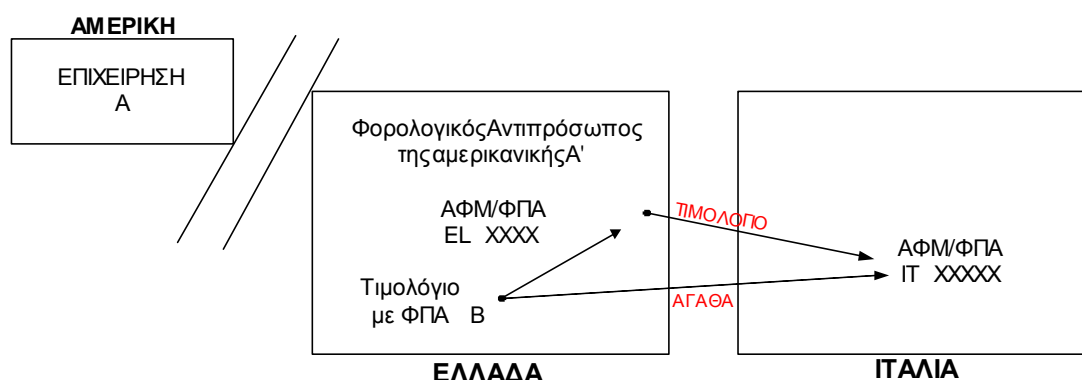 ΑΜΕΡΙΚΗ
ΕΠΙΧΕΙΡΗΣΗ
Α
ΦορολογικόςΑντιπρόσωπος
τηςαμερικανικήςΑ'
ΑΦΜ/ΦΠΑ
EL XXXX
Τιμολόγιο
με ΦΠΑ Β
ΤΙΜΟΛΟΓΙΟ
ΑΓΑΘΑ
ΑΦΜ/ΦΠΑ
IT XXXXX
ΕΛΛΑΔΑ
ΙΤΑΛΙΑ